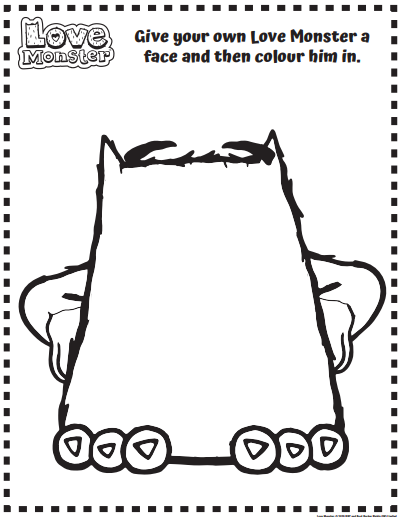 Love
Monster
Give your own Love Monster a
face and then colour him in.